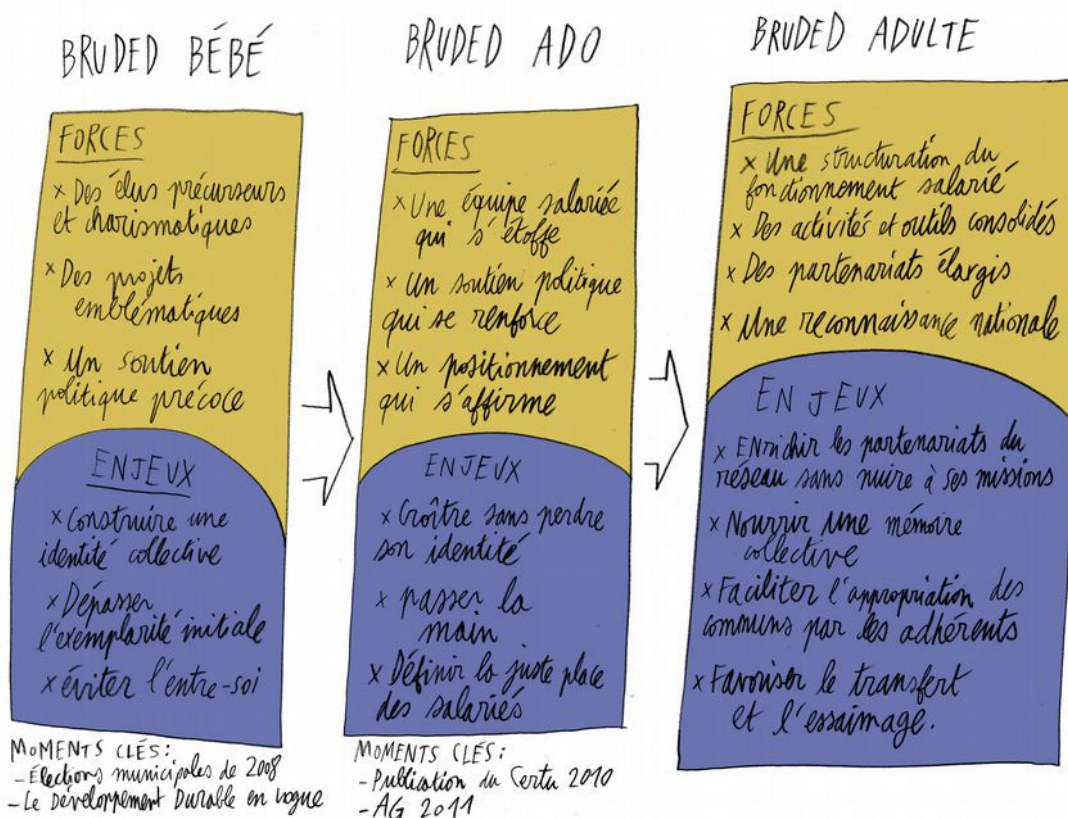 BRUDED BÉBÉ
FORCES
x Des élus précurseurs
et charismatiques
x Des projets
emblématiques
x Un soutien
politique précoce
ENJEUX
x Construire une
identité collective
x Dépasser
l'exemplarité initiale
x éviter l'entre-soi
MOMENTS CLÉS:
- Élections municipales de 2008
- Le Développement Durable en vogue
BRUDED ADO
FORCES
x Une équipe salariée
qui s'étoffe
x Un soutien politique
qui se renforce
x Un positionnement
qui s'affirme
ENJEUX
x Croître sans perdre
son identité
x passer la
main
x Définir la juste place
des salariés
MOMENTS CLÉS:
- Publication du Certu 2010
- AG 2011
BRUDED ADULTE
FORCES
x Une structuration du
fonctionnement salarié
x Des activités et outils consolidés
x Des partenariats élargis
x Une reconnaissance nationale
ENJEUX
x Enrichir les partenariats du
réseau sans nuire à ses missions
x Nourrir une mémoire
collective
x Faciliter l'appropriation des
communs par les adhérents
x Favoriser le transfert
et l'essaimage.